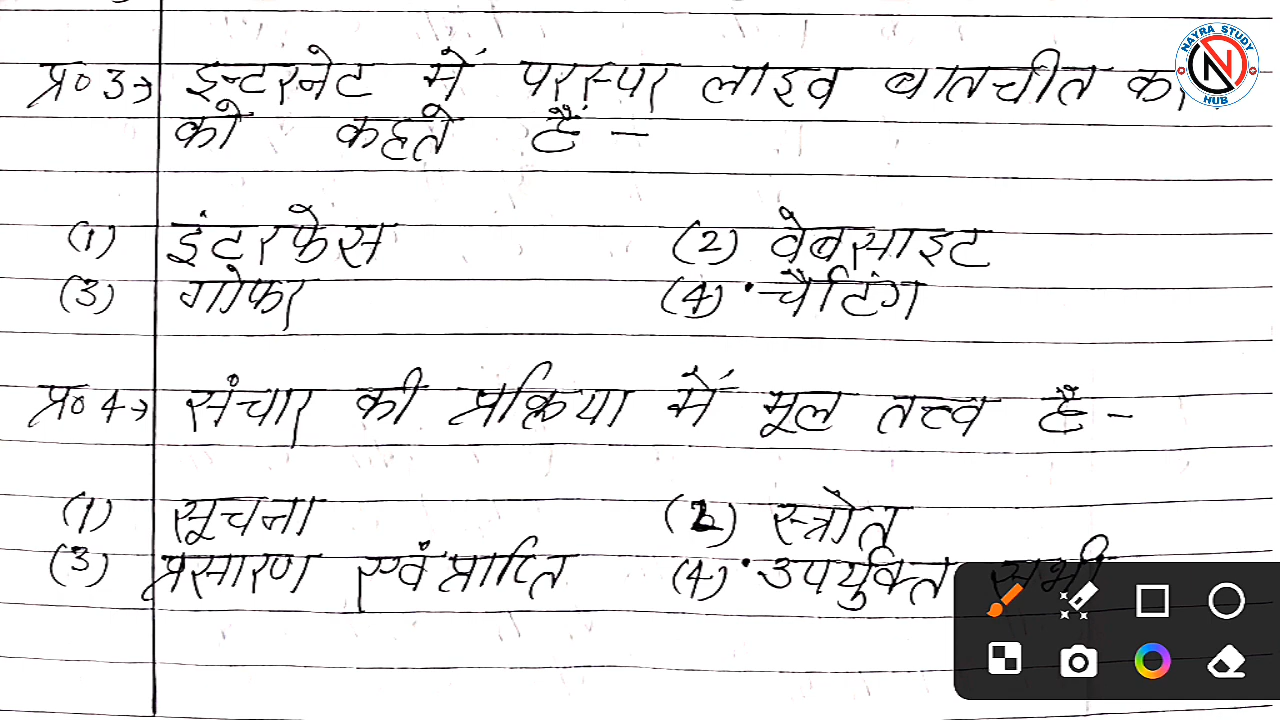 NAYRA STUDY
N
HUB
प्र० 3→ इन्टरनेट में परस्पर लाइव बातचीत
को कहते हैं –
(1) इंटरफेस (2) वेबसाइट
(3) गोफर (4) चैटिंग
प्र० 4→ संचार की प्रक्रिया में मूल तत्त्व है –
(1) सूचना (2) स्त्रोत
(3) प्रसारण एवं प्राप्ति (4) उपर्युक्त सभी